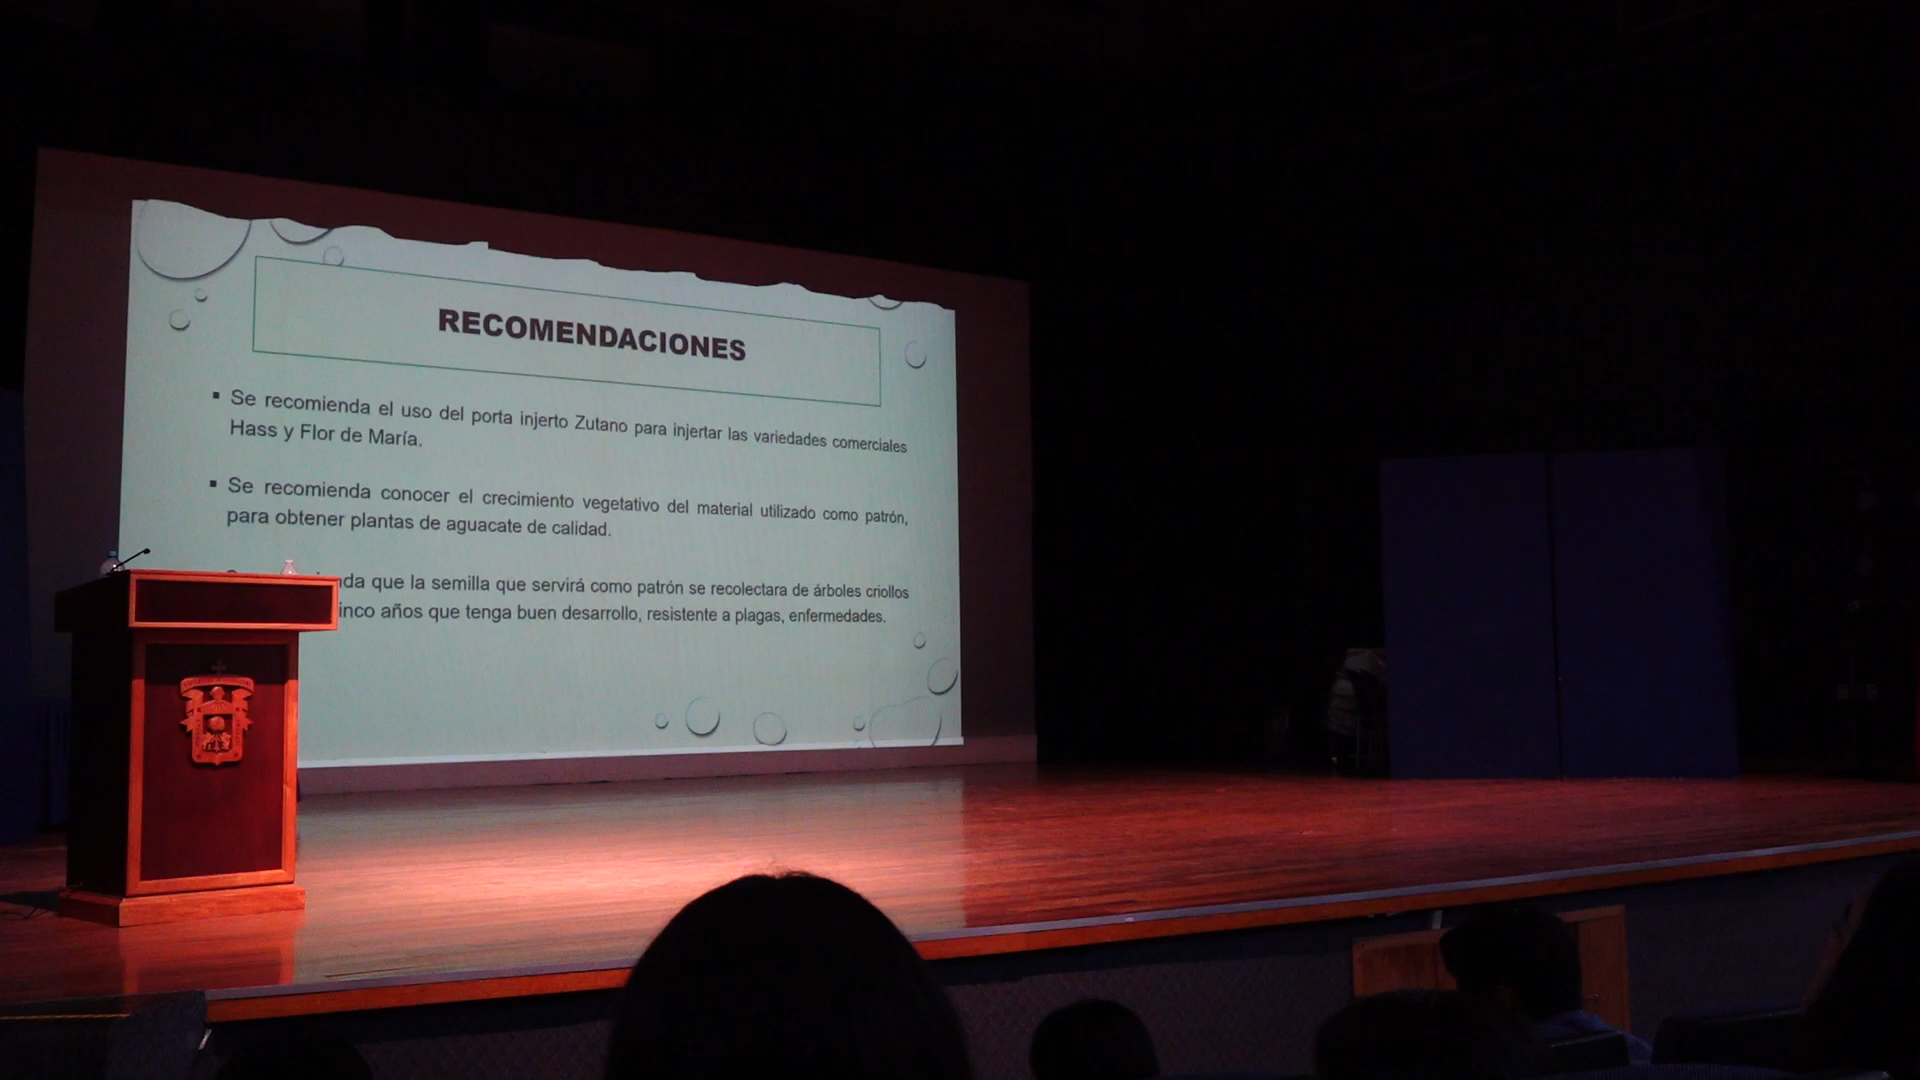 RECOMENDACIONES
▪ Se recomienda el uso del porta injerto Zutano para injertar las variedades comerciales
Hass y Flor de María.
▪ Se recomienda conocer el crecimiento vegetativo del material utilizado como patrón,
para obtener plantas de aguacate de calidad.
que la semilla que servirá como patrón se recolectara de árboles criollos
años que tenga buen desarrollo, resistente a plagas, enfermedades.